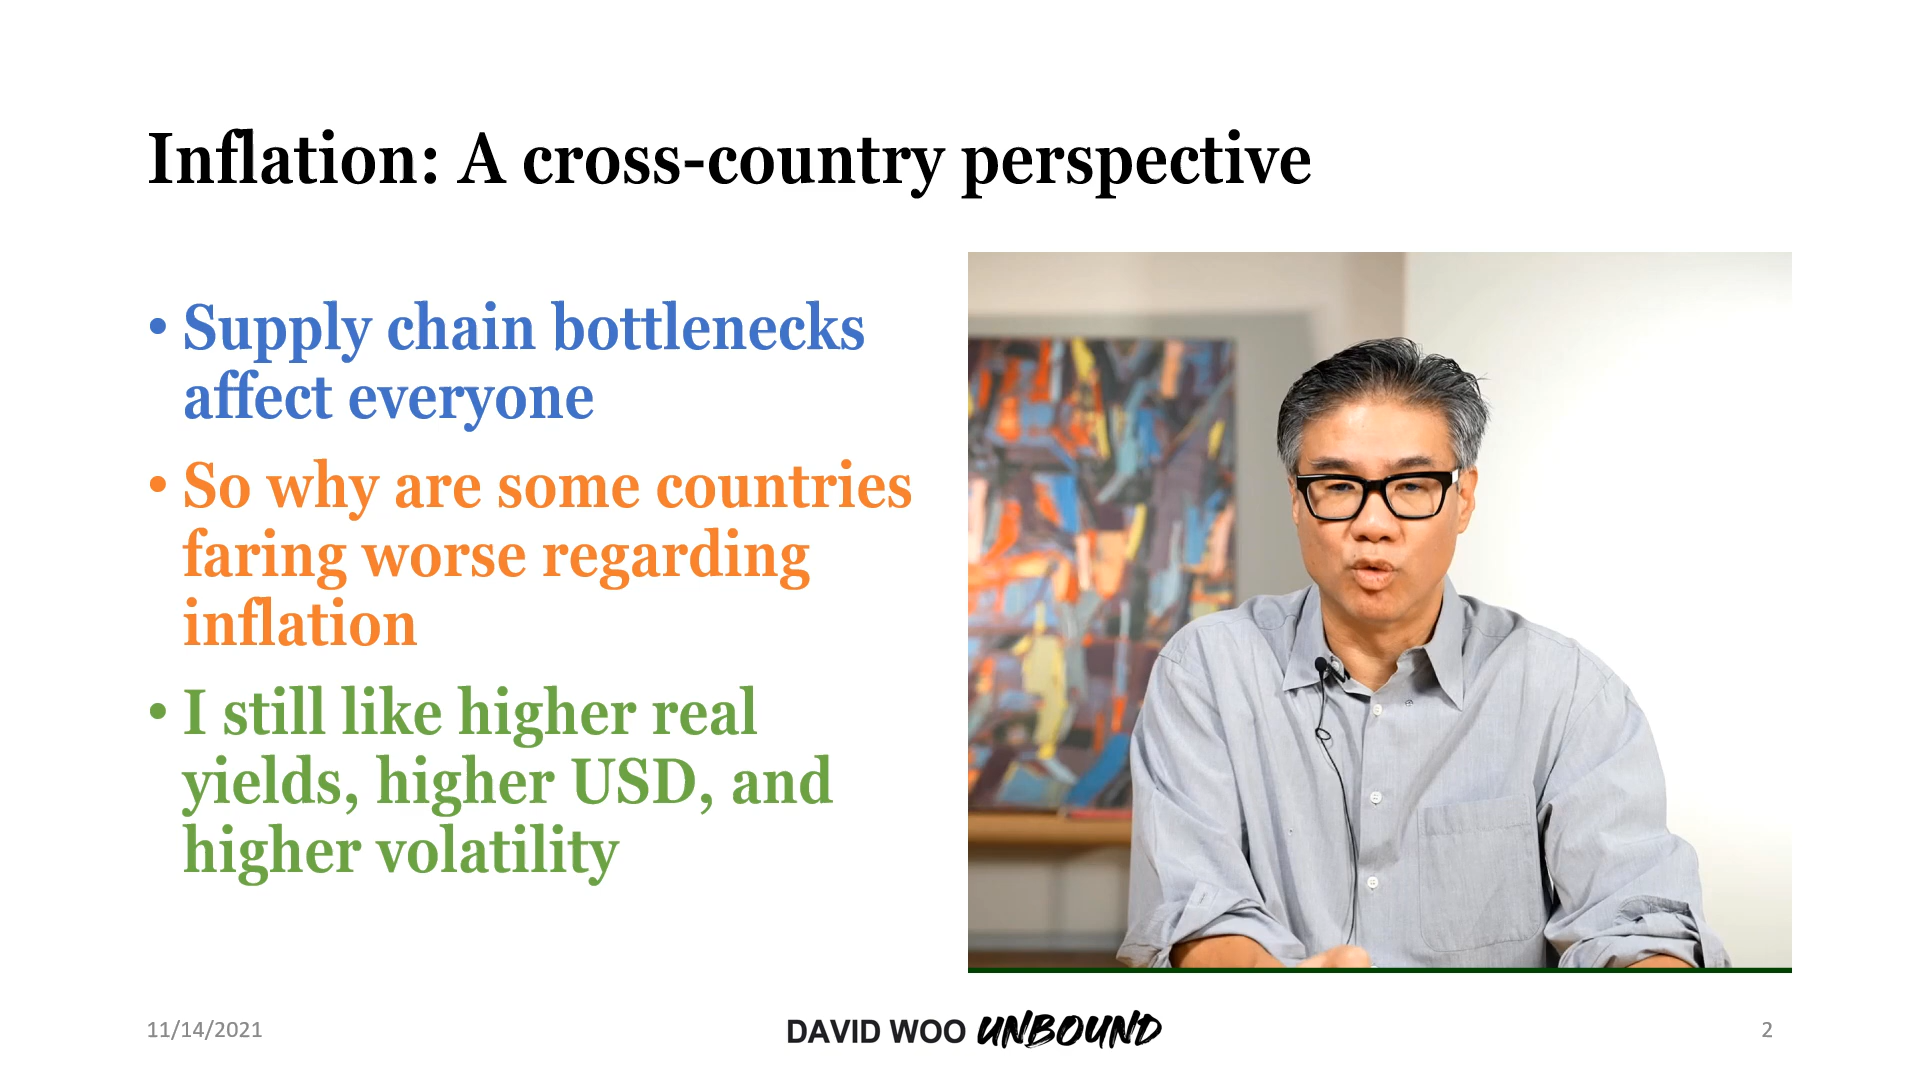 Inflation: A cross-country perspective
• Supply chain bottlenecks
affect everyone
• So why are some countries
faring worse regarding
inflation
• I still like higher real
yields, higher USD, and
higher volatility
11/14/2021
DAVID WOO UNBOUND
2